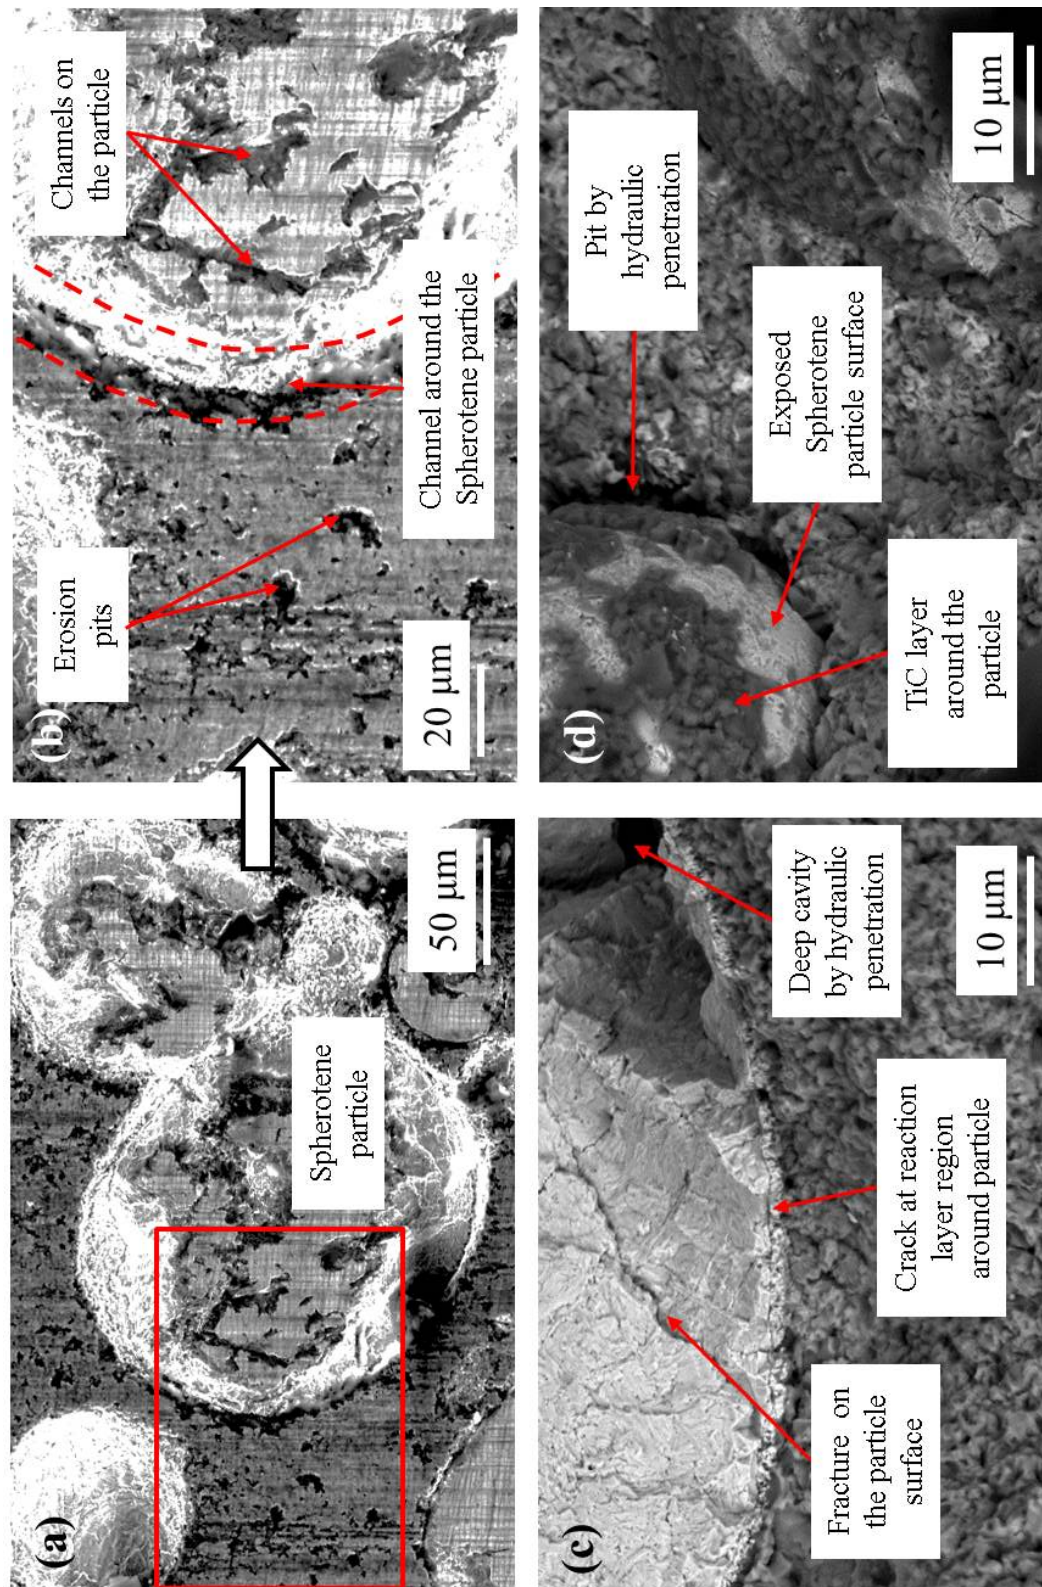 (a)
Spherotene
particle
50 μm
(b)
Erosion
pits
Channels on
the particle
Channel around the
Spherotene particle
20 μm
(c)
Fracture on
the particle
surface
Crack at reaction
layer region
around particle
Deep cavity
by hydraulic
penetration
10 μm
(d)
TiC layer
around the
particle
Exposed
Spherotene
particle surface
Pit by
hydraulic
penetration
10 μm